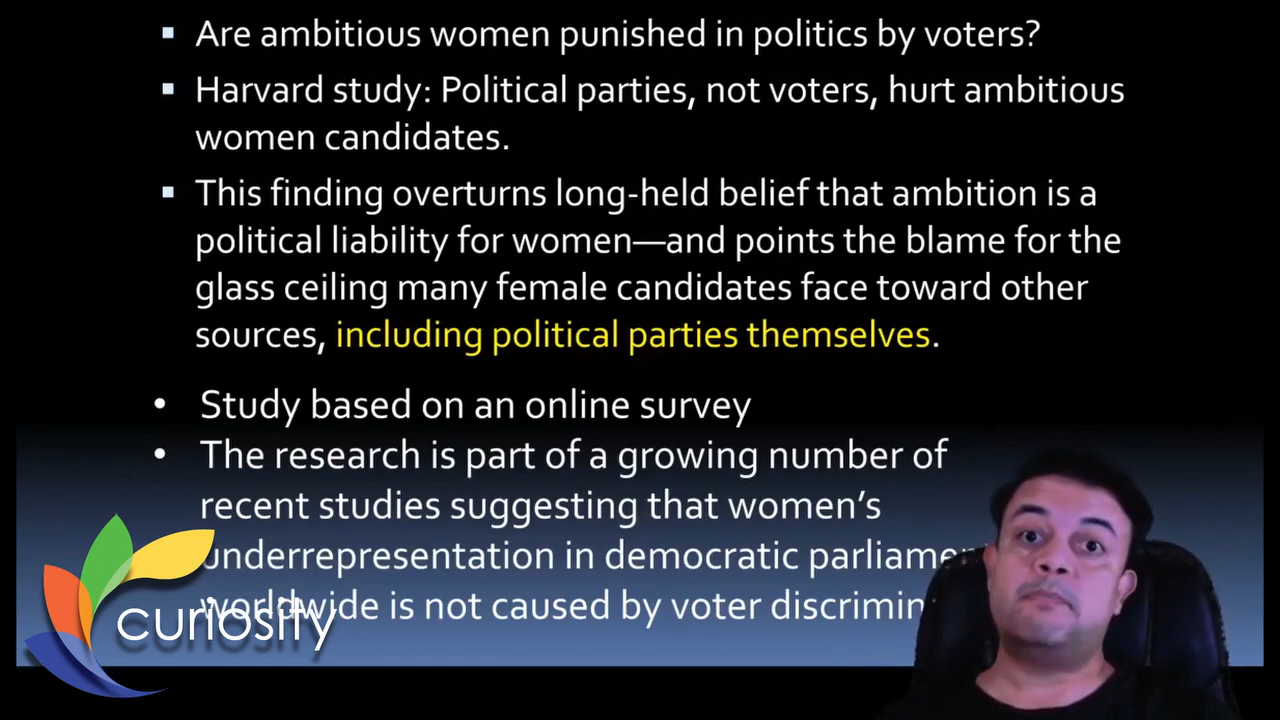 Are ambitious women punished in politics by voters?
Harvard study: Political parties, not voters, hurt ambitious
women candidates.
This finding overturns long-held belief that ambition is a
political liability for women—and points the blame for the
glass ceiling many female candidates face toward other
sources, including political parties themselves.
Study based on an online survey
The research is part of a growing number of
recent studies suggesting that women's
underrepresentation in democratic
worldwide is not caused by voter
curiosity